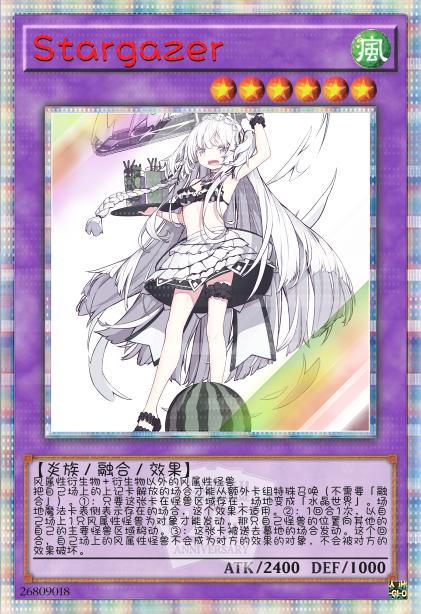 Stargazer
風
【炎族 / 融合 / 效果】
风属性衍生物+衍生物以外的风属性怪兽
把自己场上的上记卡解放的场合才能从额外卡组特殊召唤(不需要「融
合」)。①：只要这张卡在怪兽区域存在，场地变成「水晶世界」。场
地魔法卡表侧表示存在的场合，这个效果不适用。②：1回合1次，以自
己场上1只风属性怪兽为对象才能发动。那只自己怪兽的位置向其他的
自己的主要怪兽区域移动。③：这张卡被送去墓地的场合发动。这个回
合，自己场上的风属性怪兽不会成为对方的效果的对象，不会被对方的
效果破坏。
ANNIVERSARY
ATK/2400 DEF/1000
26809018